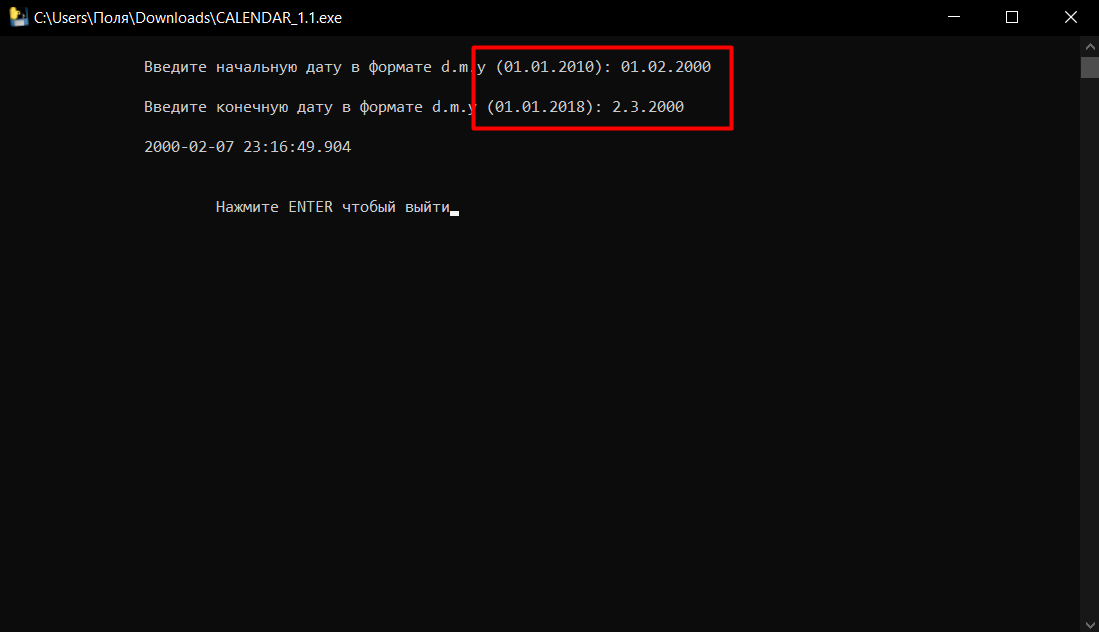 C:\Users\Поля\Downloads\CALENDAR_1.1.exe
Введите начальную дату в формате d.m.y (01.01.2010): 01.02.2000
Введите конечную дату в формате d.m.y (01.01.2018): 2.3.2000
2000-02-07 23:16:49.904
Нажмите ENTER чтобый выйти